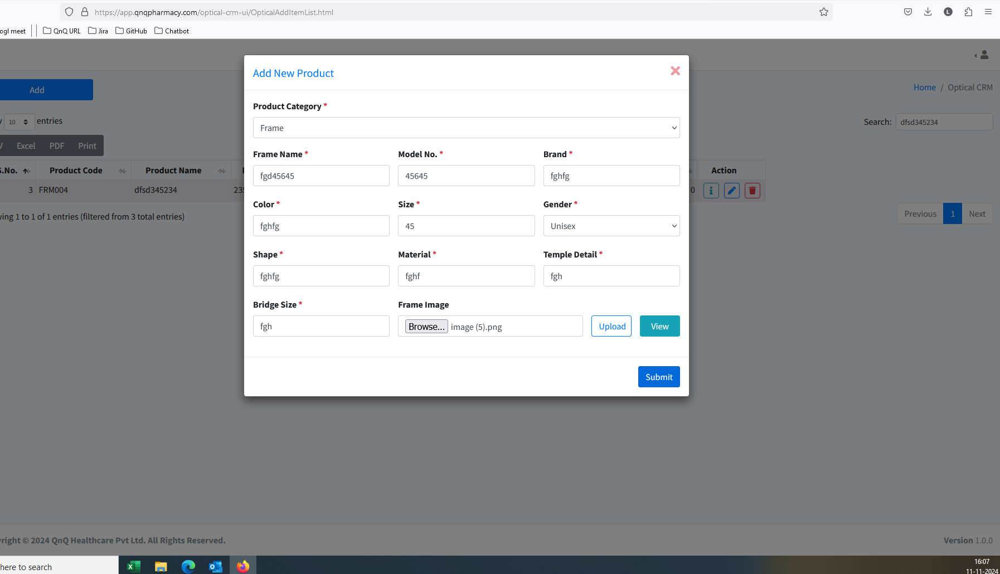 https://app.qnqpharmacy.com/optical-crm-ui/OpticalAddItemList.html
ogl meet QnQ URL Jira GitHub Chatbot
Add New Product
Add
Home / Optical CRM
Product Category *
Frame
10 entries
Search: dfsd345234
Excel PDF Print
Frame Name * Model No. * Brand *
fgd45645 45645 fghfg
S.No. Product Code Product Name Action
3 FRM004 dfsd345234 235 0
Color * Size * Gender *
fghfg 45 Unisex
wing 1 to 1 of 1 entries (filtered from 3 total entries)
Previous 1 Next
Shape * Material * Temple Detail *
fghfg fghf fgh
Bridge Size * Frame Image
fgh Browse... image (5).png Upload View
Submit
right © 2024 QnQ Healthcare Pvt Ltd. All Rights Reserved.
Version 1.0.0
here to search
16:07
11-11-2024